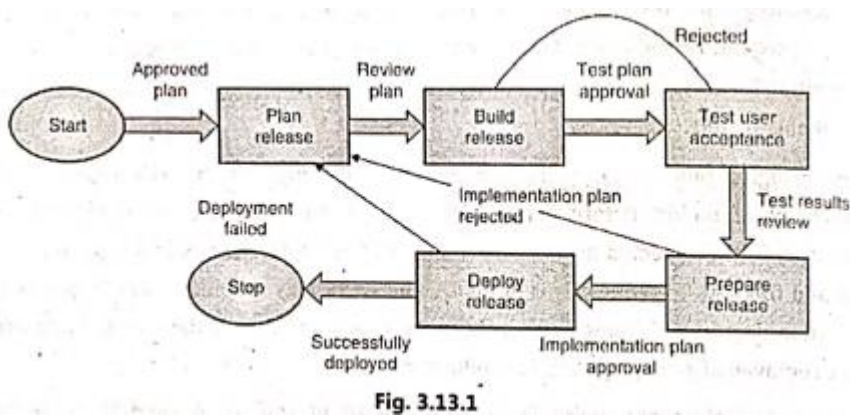 Rejected
Approved
plan
Review
plan
Test plan
approval
Start
Plan
release
Build
release
Test user
acceptance
Implementation plan
rejected
Test results
review
Deployment
failed
Stop
Deploy
release
Prepare
release
Successfully
deployed
Implementation plan
approval
Fig. 3.13.1